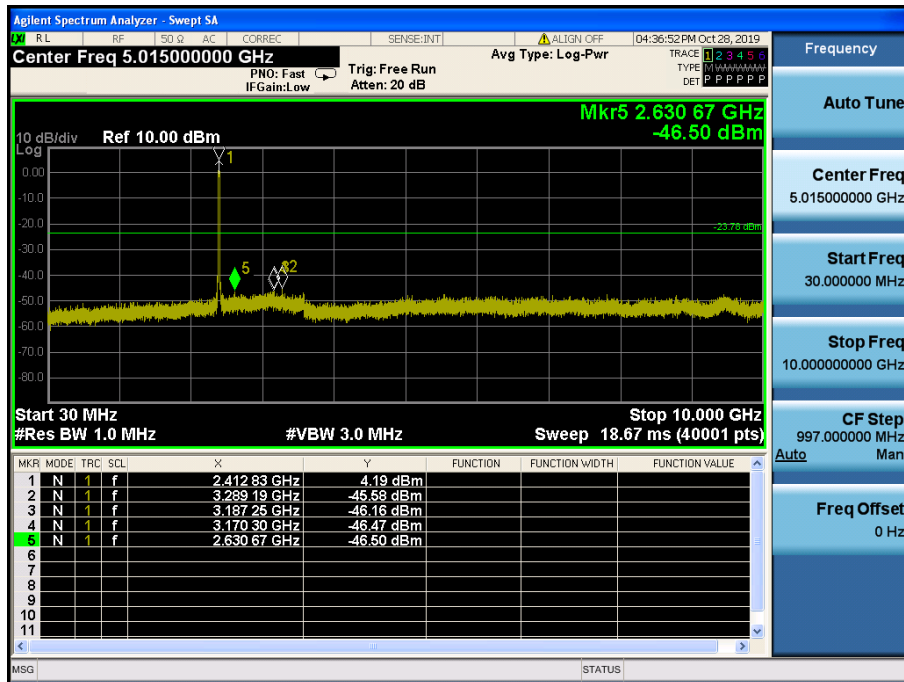 Agilent Spectrum Analyzer - Swept SA
LXI RL RF 50 Ω AC CORREC SENSE:INT ALIGN OFF 04:36:52 PM Oct 28, 2019
Center Freq 5.015000000 GHz
PNO: Fast
IFGain:Low
Trig: Free Run
Atten: 20 dB
Avg Type: Log-Pwr
TRACE 1 2 3 4 5 6
TYPE M WWWWW
DET P P P P P P
Mkr5 2.630 67 GHz
-46.50 dBm
10 dB/div Ref 10.00 dBm
Log
0.00
-10.0
-20.0
-30.0
-40.0
-50.0
-60.0
-70.0
-80.0
1
-23.78 dBm
5
2
Start 30 MHz Stop 10.000 GHz
#Res BW 1.0 MHz #VBW 3.0 MHz Sweep 18.67 ms (40001 pts)
MKR MODE TRC SCL X Y FUNCTION FUNCTION WIDTH FUNCTION VALUE
1 N 1 f 2.412 83 GHz 4.19 dBm
2 N 1 f 3.289 19 GHz -45.58 dBm
3 N 1 f 3.187 25 GHz -46.16 dBm
4 N 1 f 3.170 30 GHz -46.47 dBm
5 N 1 f 2.630 67 GHz -46.50 dBm
6
7
8
9
10
11
MSG STATUS
Frequency
Auto Tune
Center Freq
5.015000000 GHz
Start Freq
30.000000 MHz
Stop Freq
10.000000000 GHz
CF Step
997.000000 MHz
Auto Man
Freq Offset
0 Hz